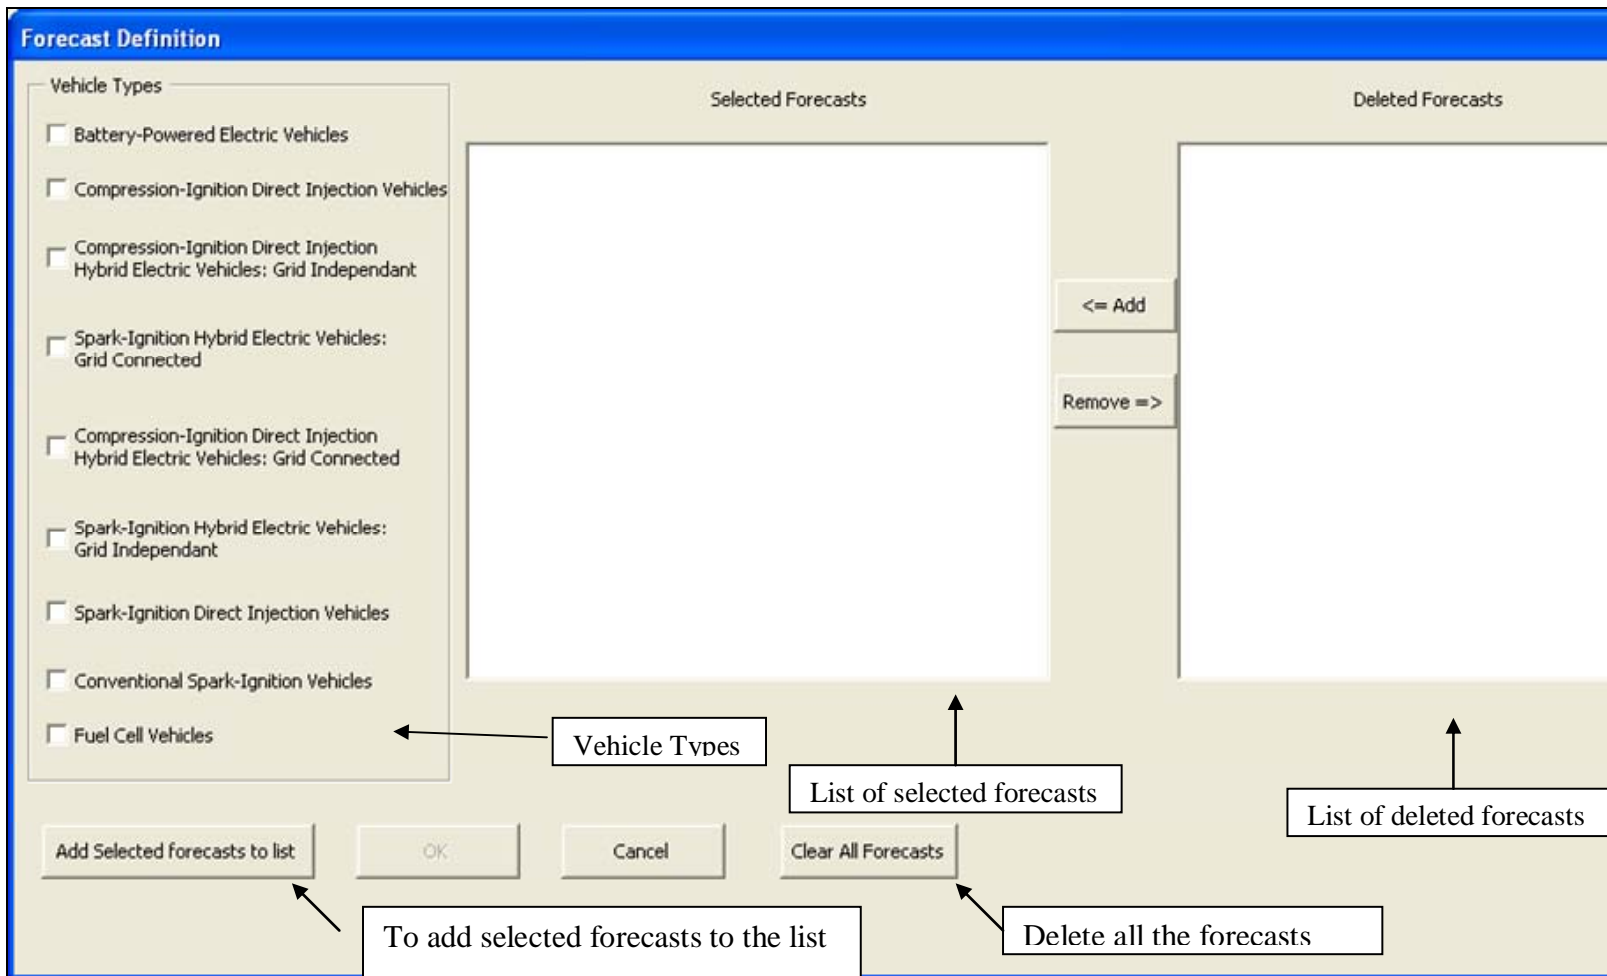 Forecast Definition
Vehicle Types
Selected Forecasts
Deleted Forecasts
Battery-Powered Electric Vehicles
Compression-Ignition Direct Injection Vehicles
Compression-Ignition Direct Injection
Hybrid Electric Vehicles: Grid Independant
<= Add
Spark-Ignition Hybrid Electric Vehicles:
Grid Connected
Remove =>
Compression-Ignition Direct Injection
Hybrid Electric Vehicles: Grid Connected
Spark-Ignition Hybrid Electric Vehicles:
Grid Independant
Spark-Ignition Direct Injection Vehicles
Conventional Spark-Ignition Vehicles
Fuel Cell Vehicles
Vehicle Types
List of selected forecasts
List of deleted forecasts
Add Selected forecasts to list
OK
Cancel
Clear All Forecasts
To add selected forecasts to the list
Delete all the forecasts